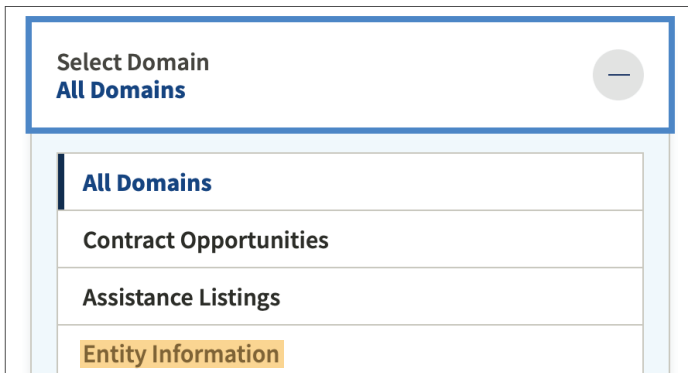 Select Domain
All Domains
All Domains
Contract Opportunities
Assistance Listings
Entity Information